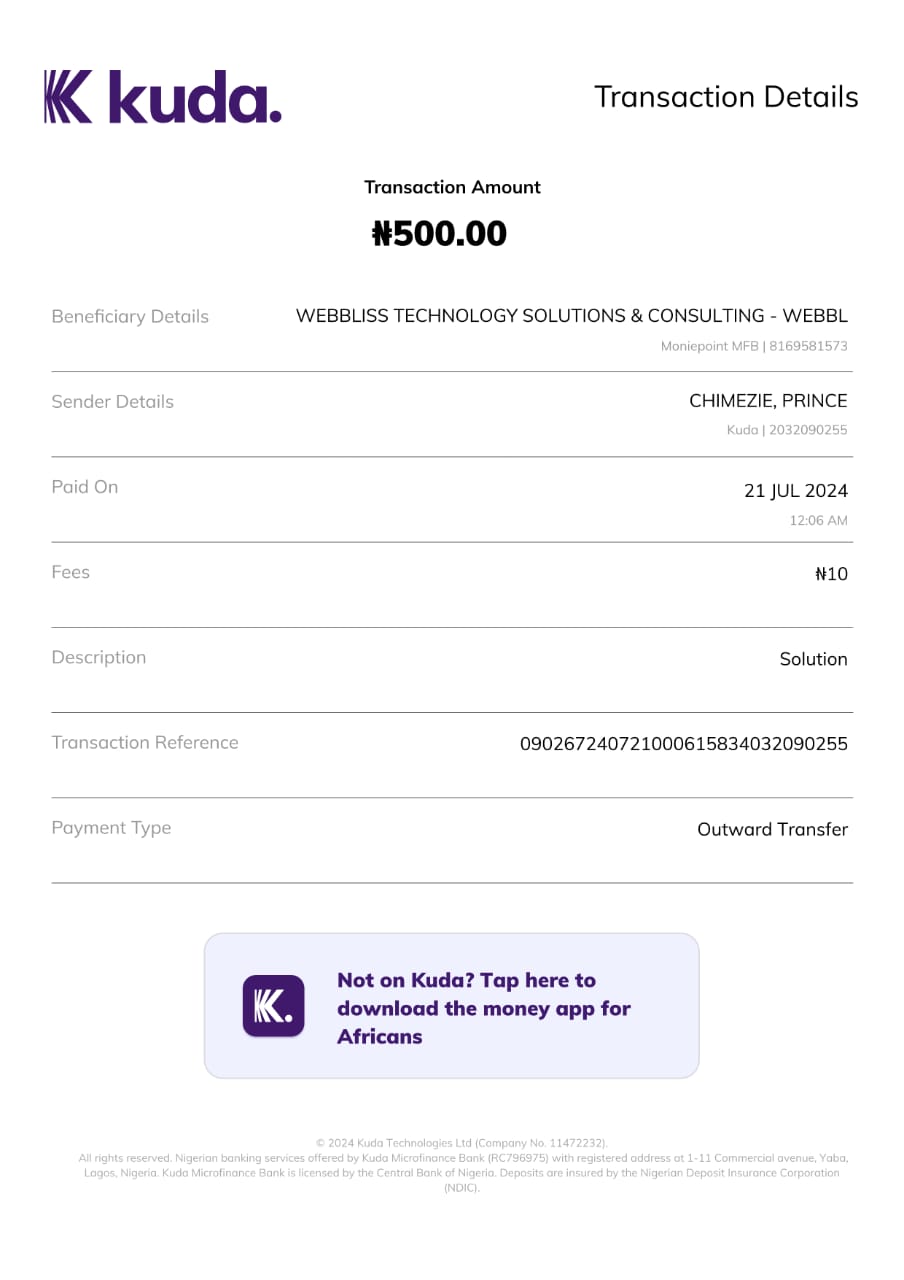 kuda.
Transaction Details
Transaction Amount
₦500.00
Beneficiary Details
WEBBLISS TECHNOLOGY SOLUTIONS & CONSULTING - WEBBL
Moniepoint MFB | 8169581573
Sender Details
CHIMEZIE, PRINCE
Kuda | 2032090255
Paid On
21 JUL 2024
12:06 AM
Fees
₦10
Description
Solution
Transaction Reference
090267240721000615834032090255
Payment Type
Outward Transfer
K.
Not on Kuda? Tap here to
download the money app for
Africans
© 2024 Kuda Technologies Ltd (Company No. 11472232).
All rights reserved. Nigerian banking services offered by Kuda Microfinance Bank (RC796975) with registered address at 1-11 Commercial avenue, Yaba,
Lagos, Nigeria. Kuda Microfinance Bank is licensed by the Central Bank of Nigeria. Deposits are insured by the Nigerian Deposit Insurance Corporation
(NDIC).